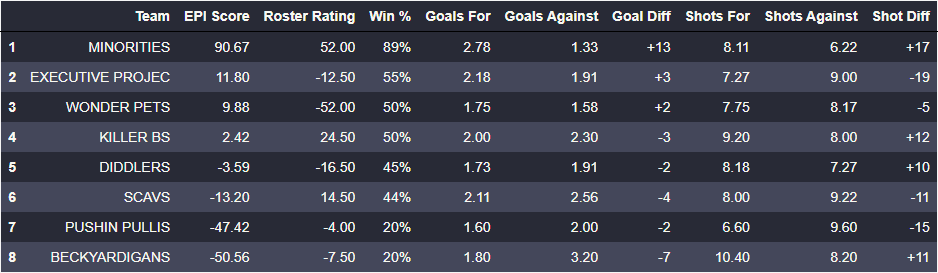 Team EPI Score Roster Rating Win % Goals For Goals Against Goal Diff Shots For Shots Against Shot Diff
1 MINORITIES 90.67 52.00 89% 2.78 1.33 +13 8.11 6.22 +17
2 EXECUTIVE PROJEC 11.80 -12.50 55% 2.18 1.91 +3 7.27 9.00 -19
3 WONDER PETS 9.88 -52.00 50% 1.75 1.58 +2 7.75 8.17 -5
4 KILLER BS 2.42 24.50 50% 2.00 2.30 -3 9.20 8.00 +12
5 DIDDLERS -3.59 -16.50 45% 1.73 1.91 -2 8.18 7.27 +10
6 SCAVS -13.20 14.50 44% 2.11 2.56 -4 8.00 9.22 -11
7 PUSHIN PULLIS -47.42 -4.00 20% 1.60 2.00 -2 6.60 9.60 -15
8 BECKYARDIGANS -50.56 -7.50 20% 1.80 3.20 -7 10.40 8.20 +11